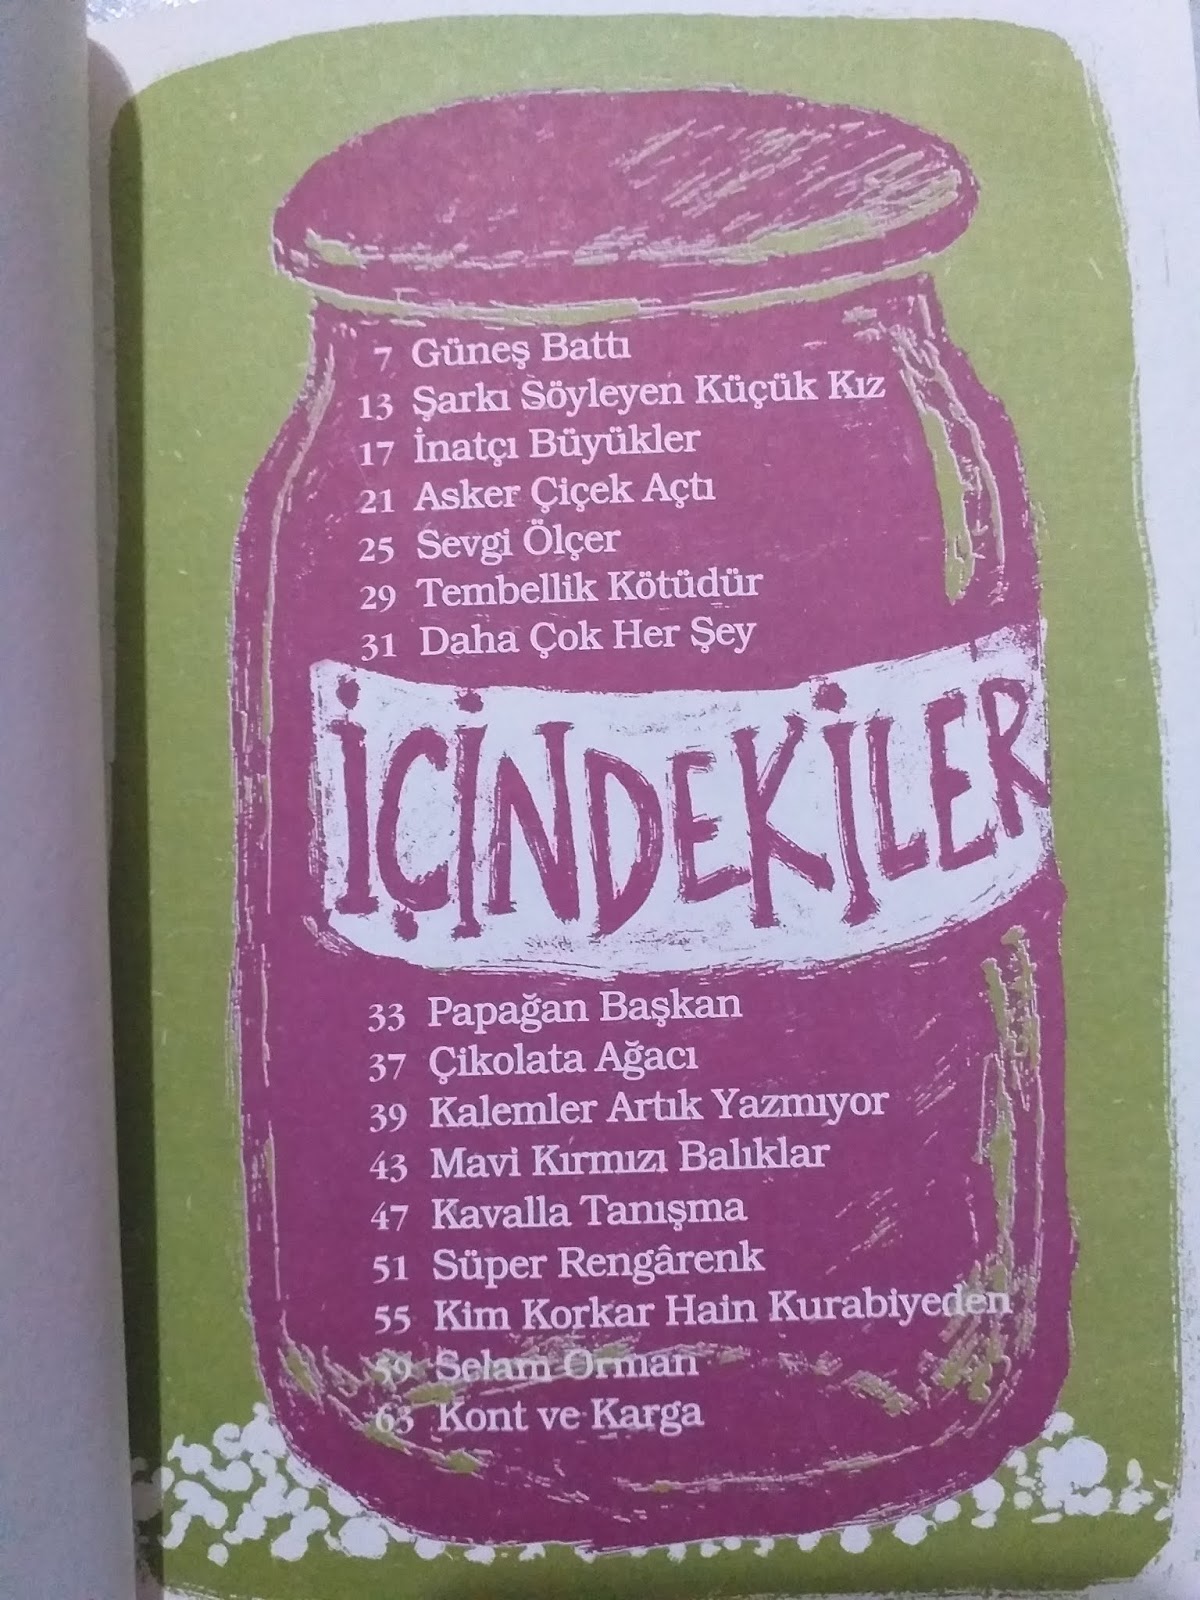 7 Güneş Battı
13 Şarkı Söyleyen Küçük Kız
17 İnatçı Büyükler
21 Asker Çiçek Açtı
25 Sevgi Ölçer
29 Tembellik Kötüdür
31 Daha Çok Her Şey
İÇİNDEKİLER
33 Papağan Başkan
37 Çikolata Ağacı
39 Kalemler Artık Yazmıyor
43 Mavi Kırmızı Balıklar
47 Kavalla Tanışma
51 Süper Rengârenk
55 Kim Korkar Hain Kurabiyeden
59 Selam Orman
63 Kont ve Karga